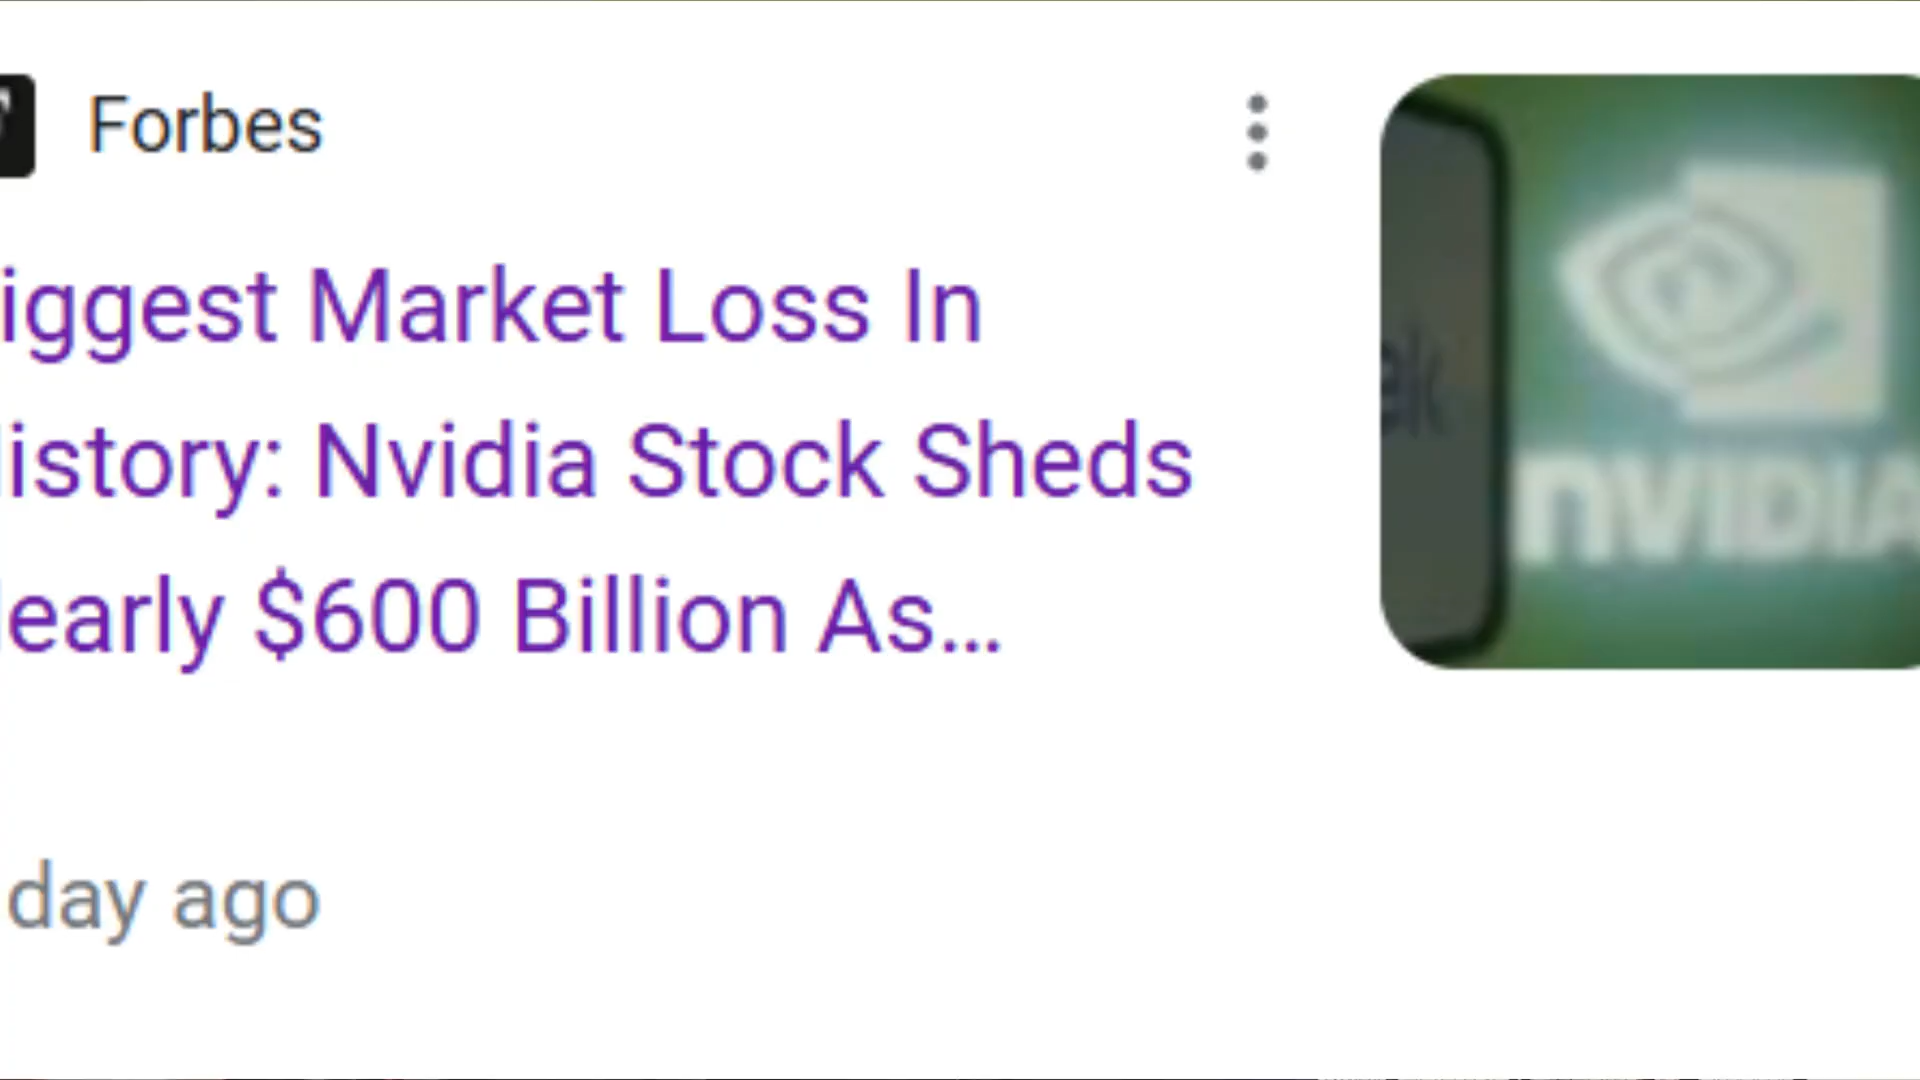 Forbes
iggest Market Loss In
istory: Nvidia Stock Sheds
early $600 Billion As...
day ago
nVIDIA